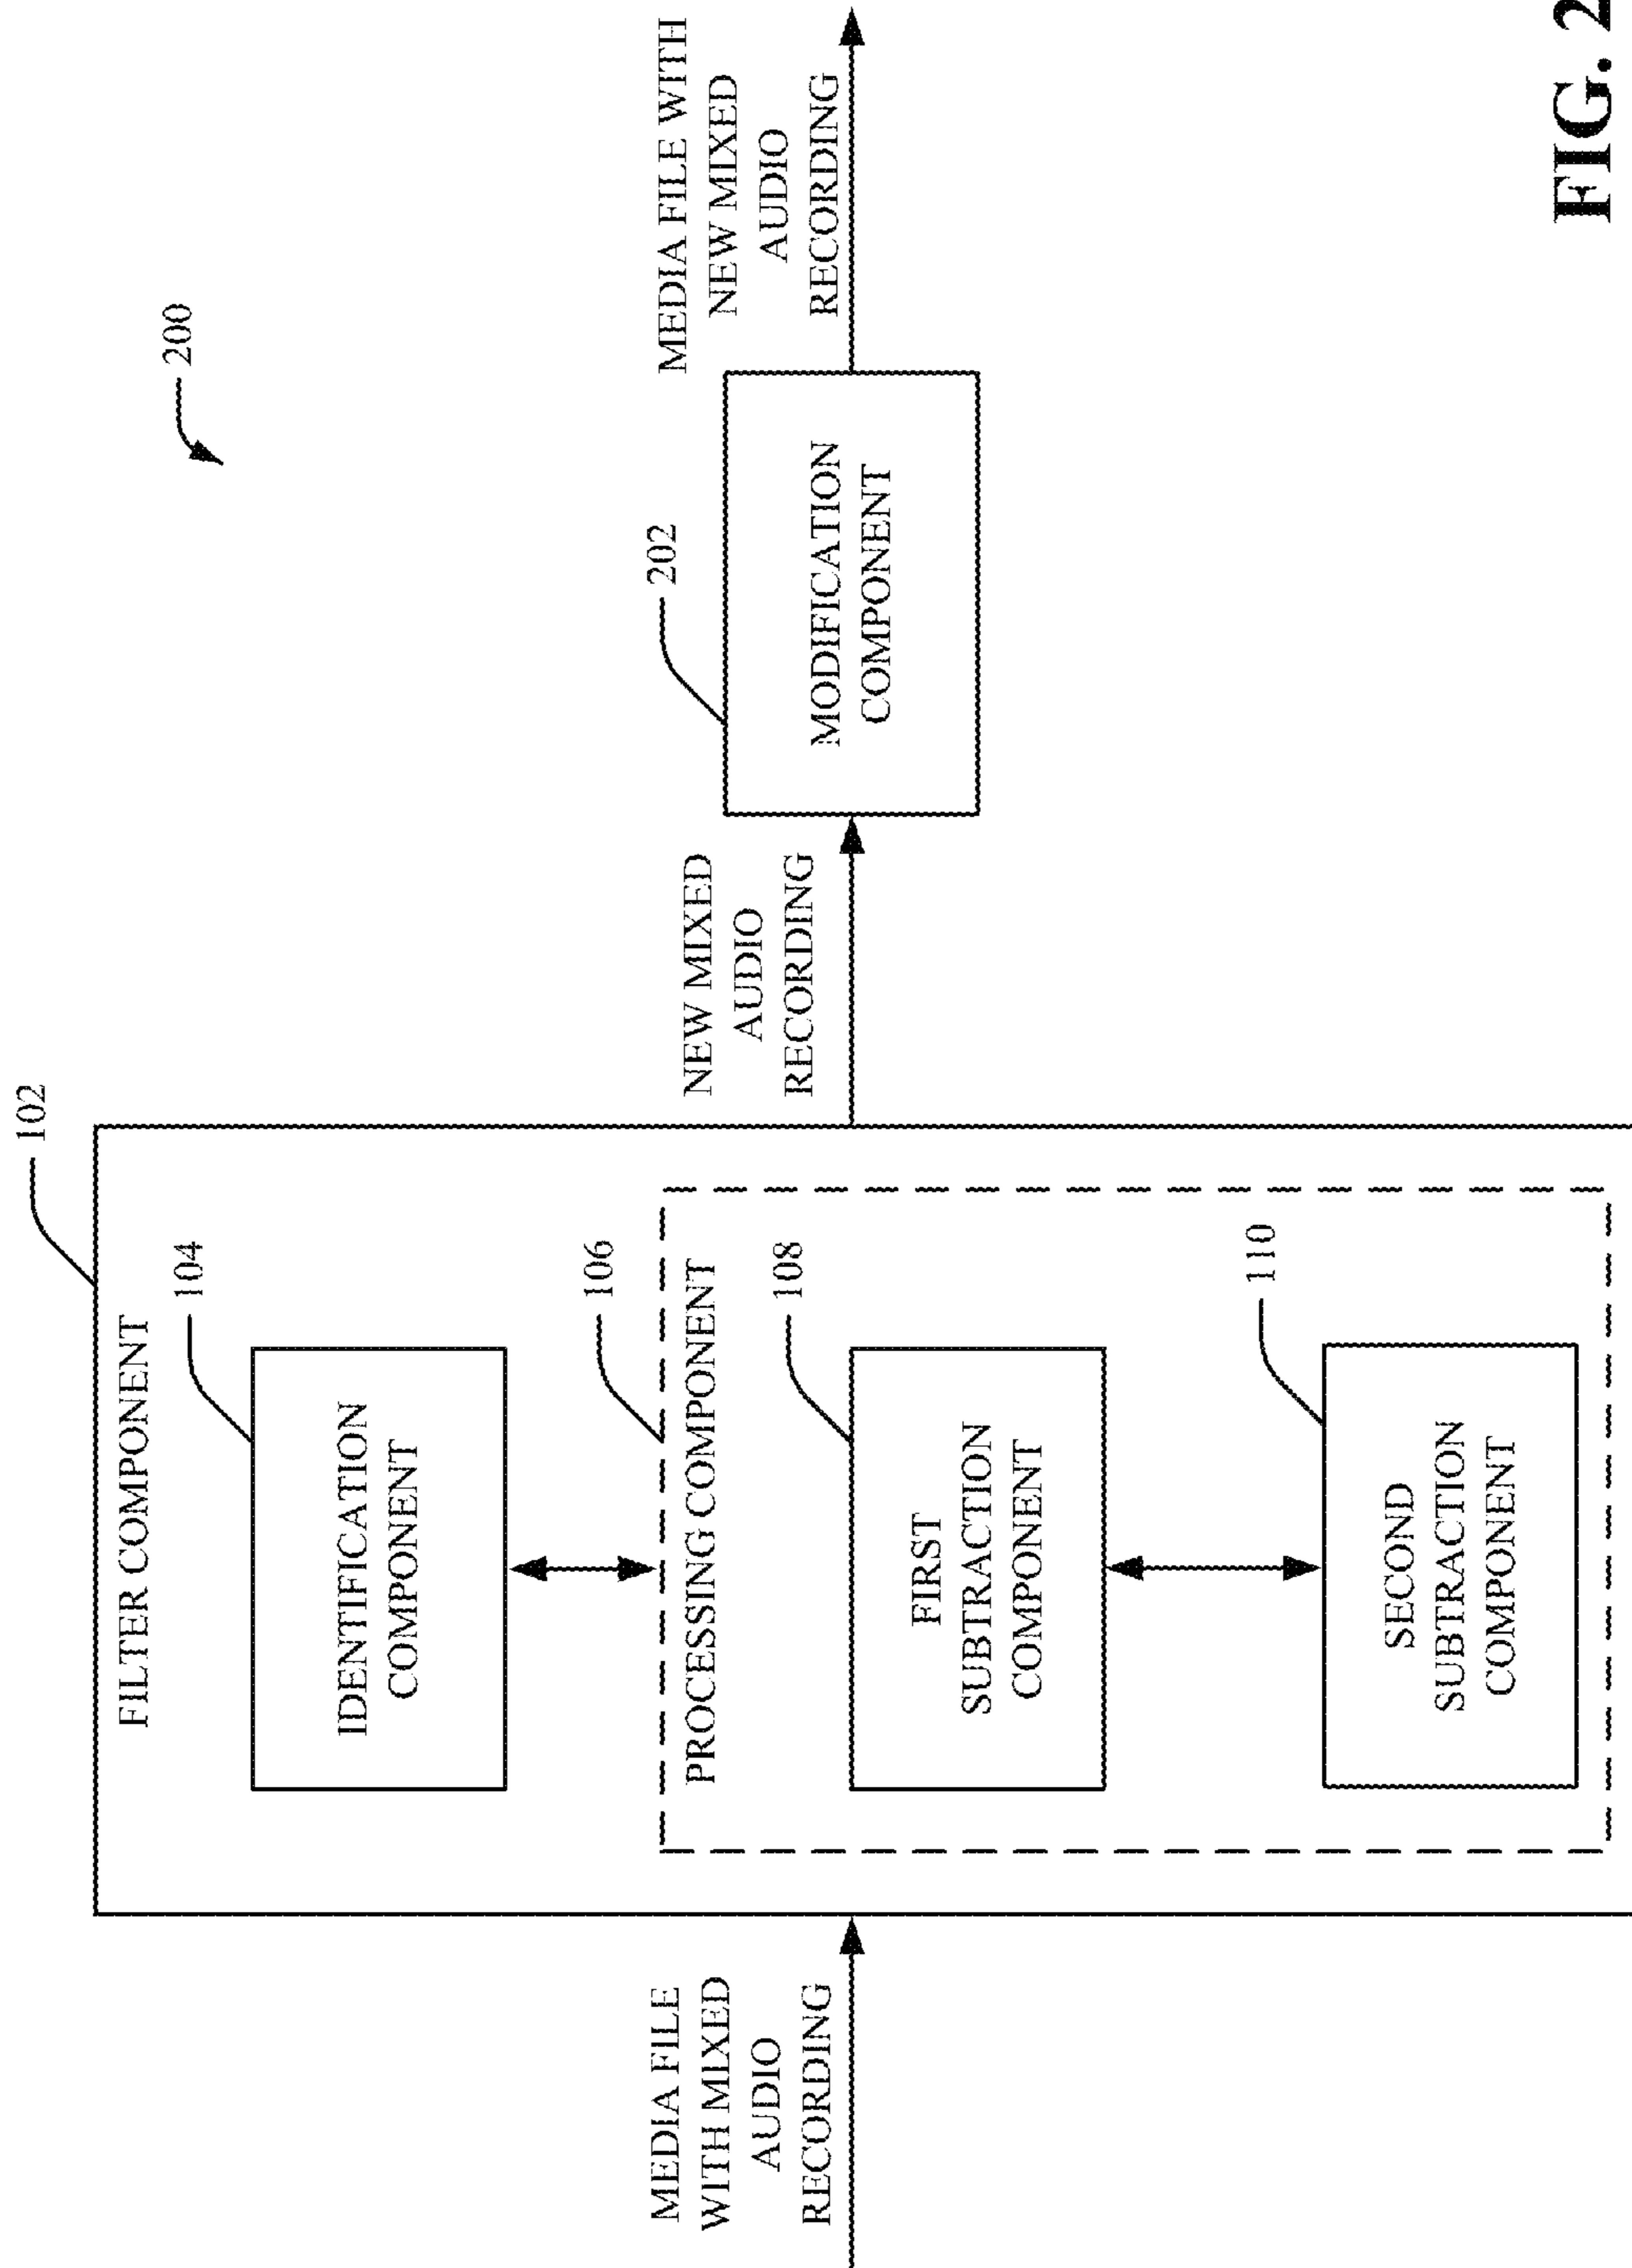 200
102
FILTER COMPONENT
104
IDENTIFICATION
COMPONENT
106
PROCESSING COMPONENT
108
FIRST
SUBTRACTION
COMPONENT
110
SECOND
SUBTRACTION
COMPONENT
MEDIA FILE
WITH MIXED
AUDIO
RECORDING
NEW MIXED
AUDIO
RECORDING
202
MODIFICATION
COMPONENT
MEDIA FILE WITH
NEW MIXED
AUDIO
RECORDING
FIG. 2